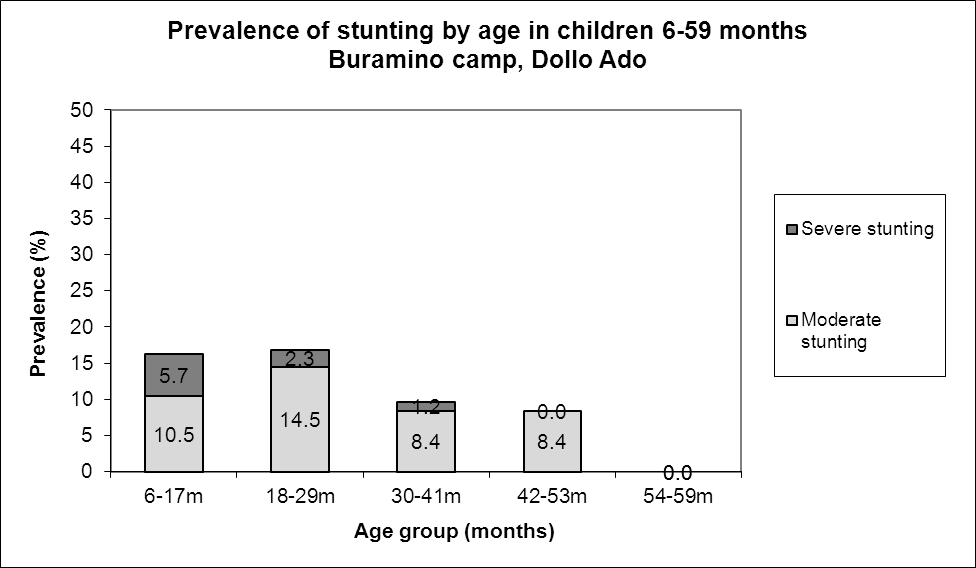 Prevalence of stunting by age in children 6-59 months
Buramino camp, Dollo Ado
Prevalence (%)
50
45
40
35
30
25
20
15
10
5
0
5.7
10.5
2.3
14.5
1.2
8.4
0.0
8.4
0.0
6-17m
18-29m
30-41m
42-53m
54-59m
Age group (months)
Severe stunting
Moderate
stunting